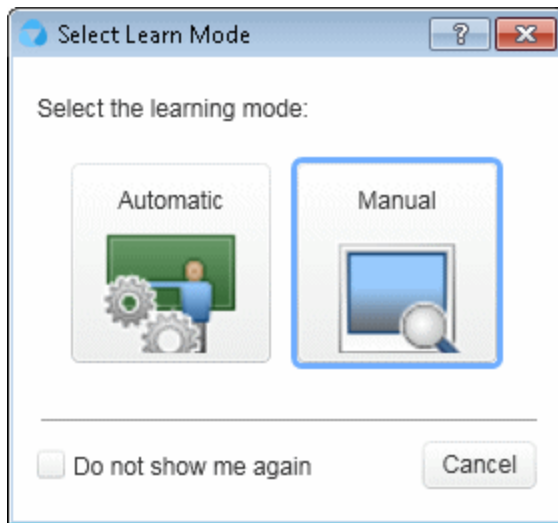 Select Learn Mode
?
Select the learning mode:
Automatic
Manual
Do not show me again
Cancel